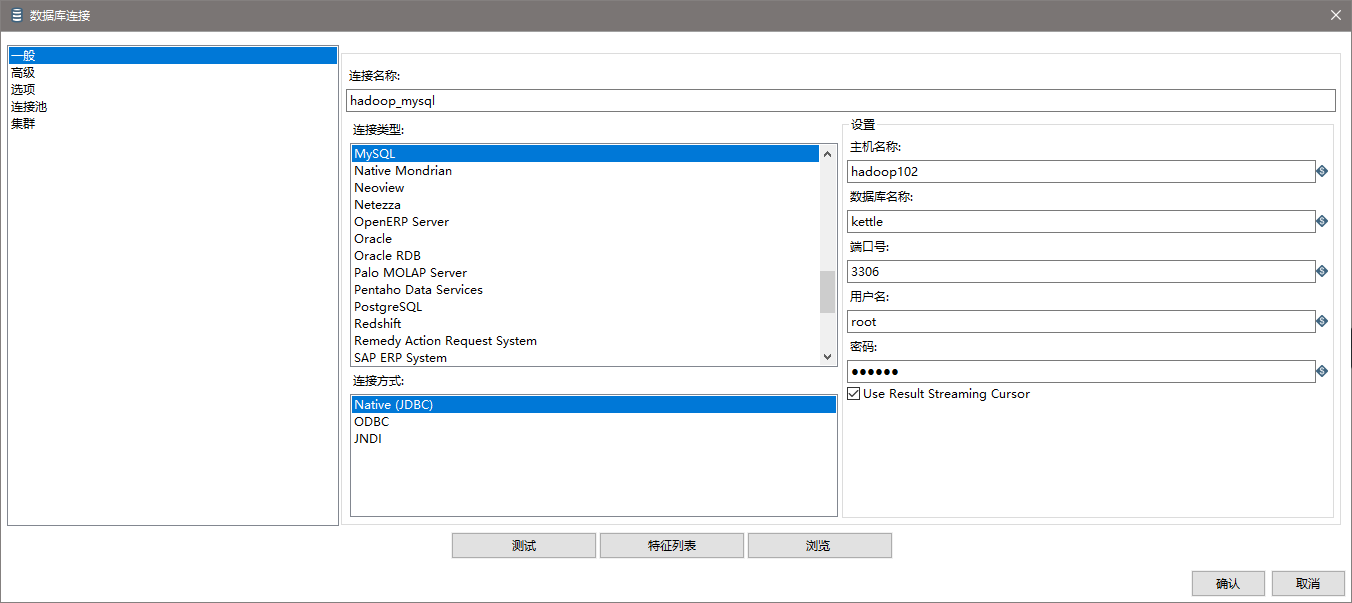 数据库连接
一般
高级
选项
连接池
集群
连接名称:
hadoop_mysql
连接类型:
MySQL
Native Mondrian
Neoview
Netezza
OpenERP Server
Oracle
Oracle RDB
Palo MOLAP Server
Pentaho Data Services
PostgreSQL
Redshift
Remedy Action Request System
SAP ERP System
连接方式:
Native (JDBC)
ODBC
JNDI
设置
主机名称:
hadoop102
数据库名称:
kettle
端口号:
3306
用户名:
root
密码:
●●●●●●
Use Result Streaming Cursor
测试
特征列表
浏览
确认
取消